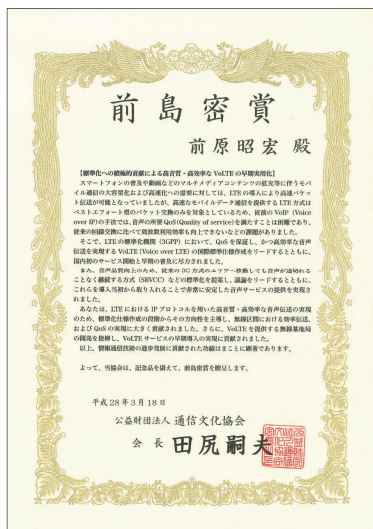 前島密賞
前原昭宏 殿
【標準化への積極的貢献による高音質・高効率な VoLTE の早期実用化】
スマートフォンの普及や動画などのマルチメディアコンテンツの拡充等に伴うモバ
イル通信の大容量化および高速化への需要に対しては、LTE の導入により高速パケッ
ト伝送が可能となっていましたが、高速なモバイルデータ通信を提供する LTE 方式は
ベストエフォート型のパケット交換のみを対象としているため、従前の VoIP (Voice
over IP)の手法では、音声の所要 QoS(Quality of service)を満たすことは困難であり、
従来の回線交換に比べて周波数利用効率も向上できないなどの課題がありました。
そこで、LTE の標準化機関 (3GPP) において、QoS を保証し、かつ高効率な音声
伝送を実現する VoLTE (Voice over LTE) の国際標準仕様作成をリードするとともに、
国内初のサービス開始と早期の普及に尽力されました。
また、音声品質向上のため、従来の 3G 方式のエリアへ移動しても音声が途切れる
ことなく継続する方式 (SRVCC) などの標準化を提案し、議論をリードするとともに、
これらを導入当初から取り入れることで非常に安定した音声サービスの提供を実現さ
れました。
あなたは、LTE における IP プロトコルを用いた高音質・高効率な音声伝送の実現
のため、標準化仕様作成の段階からその方向性を主導し、無線区間における効率伝送、
および QoS の実現に大きく貢献されました。さらに、VoLTE を提供する無線基地局
の開発を指揮し、VoLTE サービスの早期導入の実現に貢献されました。
以上、情報通信技術の進歩発展に貢献された功績はまことに顕著であります。
よって、当協会は、記念品を副えて、前島密賞を贈呈します。
平成 28 年 3 月 18 日
公益財団法人 通信文化協会
会 長 田尻嗣夫